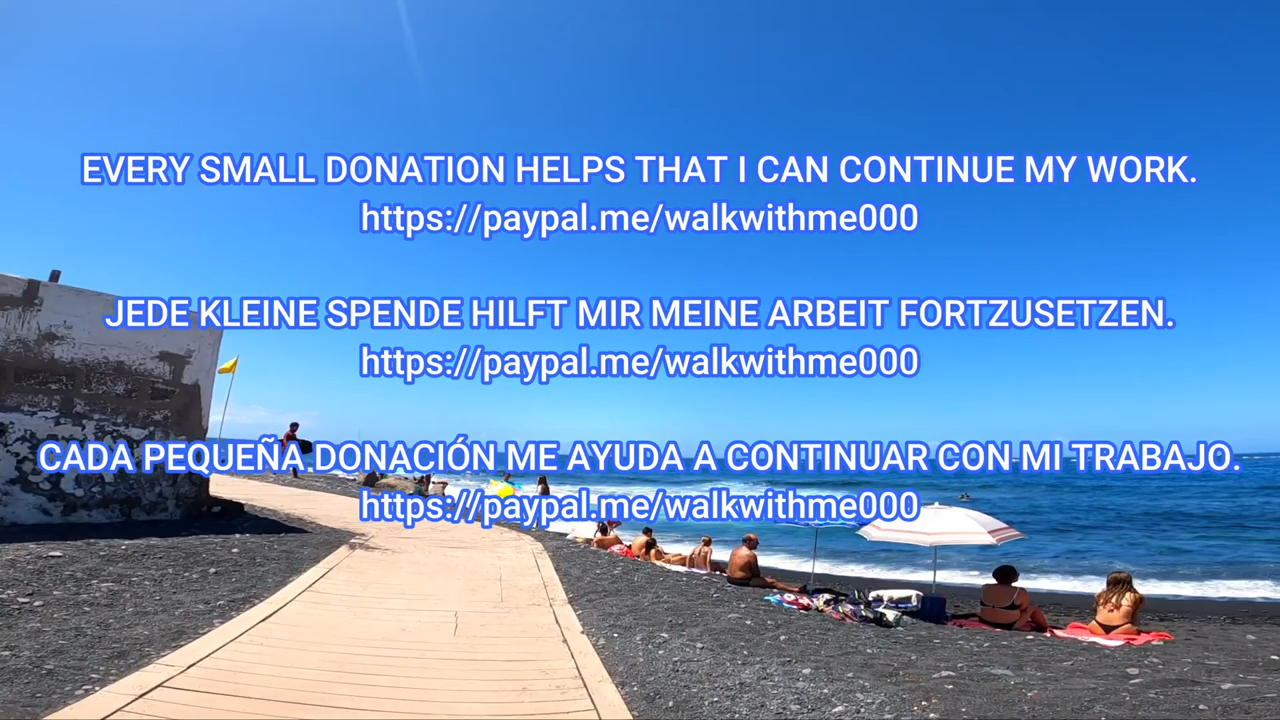 EVERY SMALL DONATION HELPS THAT I CAN CONTINUE MY WORK.
https://paypal.me/walkwithme000
JEDE KLEINE SPENDE HILFT MIR MEINE ARBEIT FORTZUSETZEN.
https://paypal.me/walkwithme000
CADA PEQUEÑA DONACIÓN ME AYUDA A CONTINUAR CON MI TRABAJO.
https://paypal.me/walkwithme000